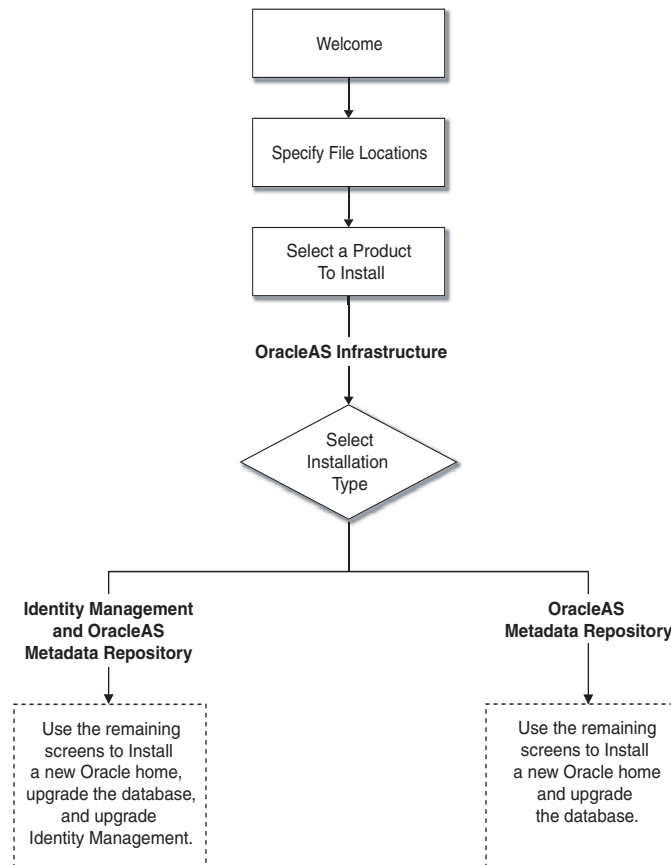 Welcome
Specify File Locations
Select a Product
To Install
OracleAS Infrastructure
Select
Installation
Type
Identity Management
and OracleAS
Metadata Repository
Use the remaining
screens to Install
a new Oracle home,
upgrade the database,
and upgrade
Identity Management.
OracleAS
Metadata Repository
Use the remaining
screens to Install
a new Oracle home
and upgrade
the database.